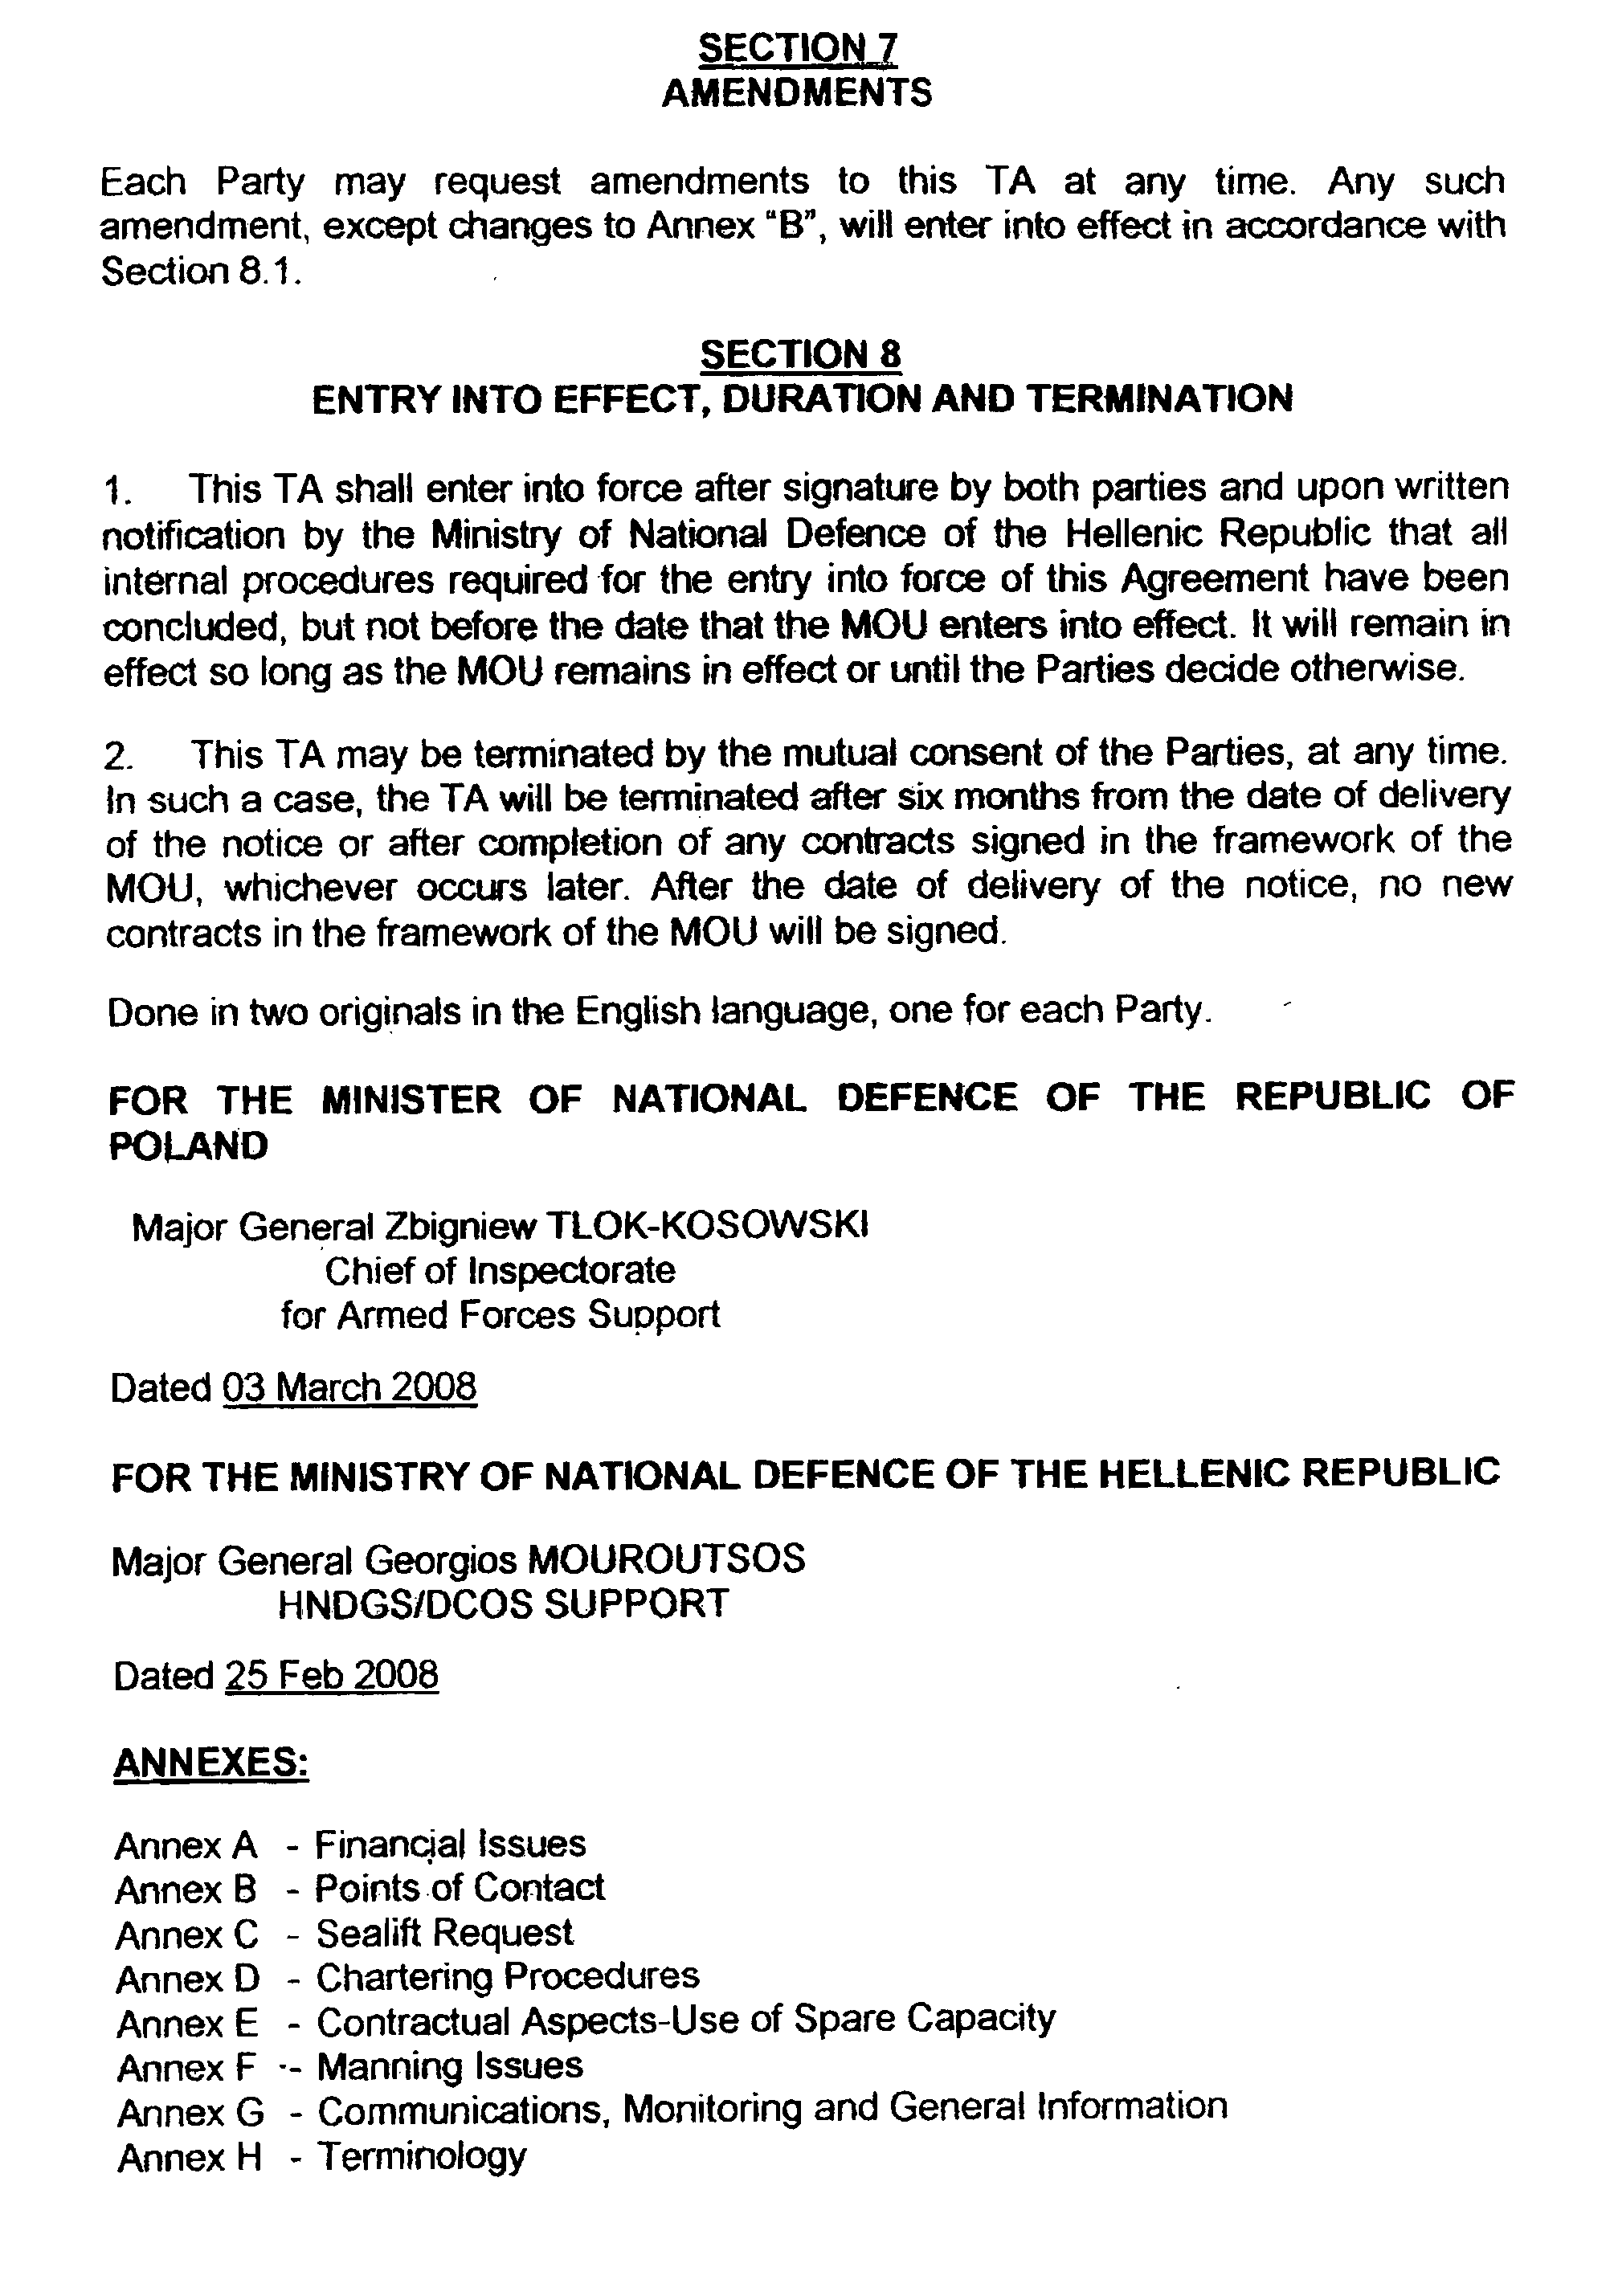 SECTION 7
AMENDMENTS
Each Party may request amendments to this TA at any time. Any such
amendment, except changes to Annex "B", will enter into effect in accordance with
Section 8.1.
SECTION 8
ENTRY INTO EFFECT, DURATION AND TERMINATION
1. This TA shall enter into force after signature by both parties and upon written
notification by the Ministry of National Defence of the Hellenic Republic that all
internal procedures required for the entry into force of this Agreement have been
concluded, but not before the date that the MOU enters into effect. It will remain in
effect so long as the MOU remains in effect or until the Parties decide otherwise.
2. This TA may be terminated by the mutual consent of the Parties, at any time.
In such a case, the TA will be terminated after six months from the date of delivery
of the notice or after completion of any contracts signed in the framework of the
MOU, whichever occurs later. After the date of delivery of the notice, no new
contracts in the framework of the MOU will be signed.
Done in two originals in the English language, one for each Party.
FOR THE MINISTER OF NATIONAL DEFENCE OF THE REPUBLIC OF
POLAND
Major General Zbigniew TLOK-KOSOWSKI
Chief of Inspectorate
for Armed Forces Support
Dated 03 March 2008
FOR THE MINISTRY OF NATIONAL DEFENCE OF THE HELLENIC REPUBLIC
Major General Georgios MOUROUTSOS
HNDGS/DCOS SUPPORT
Dated 25 Feb 2008
ANNEXES:
Annex A - Financial Issues
Annex B - Points of Contact
Annex C - Sealift Request
Annex D - Chartering Procedures
Annex E - Contractual Aspects-Use of Spare Capacity
Annex F - Manning Issues
Annex G - Communications, Monitoring and General Information
Annex H - Terminology